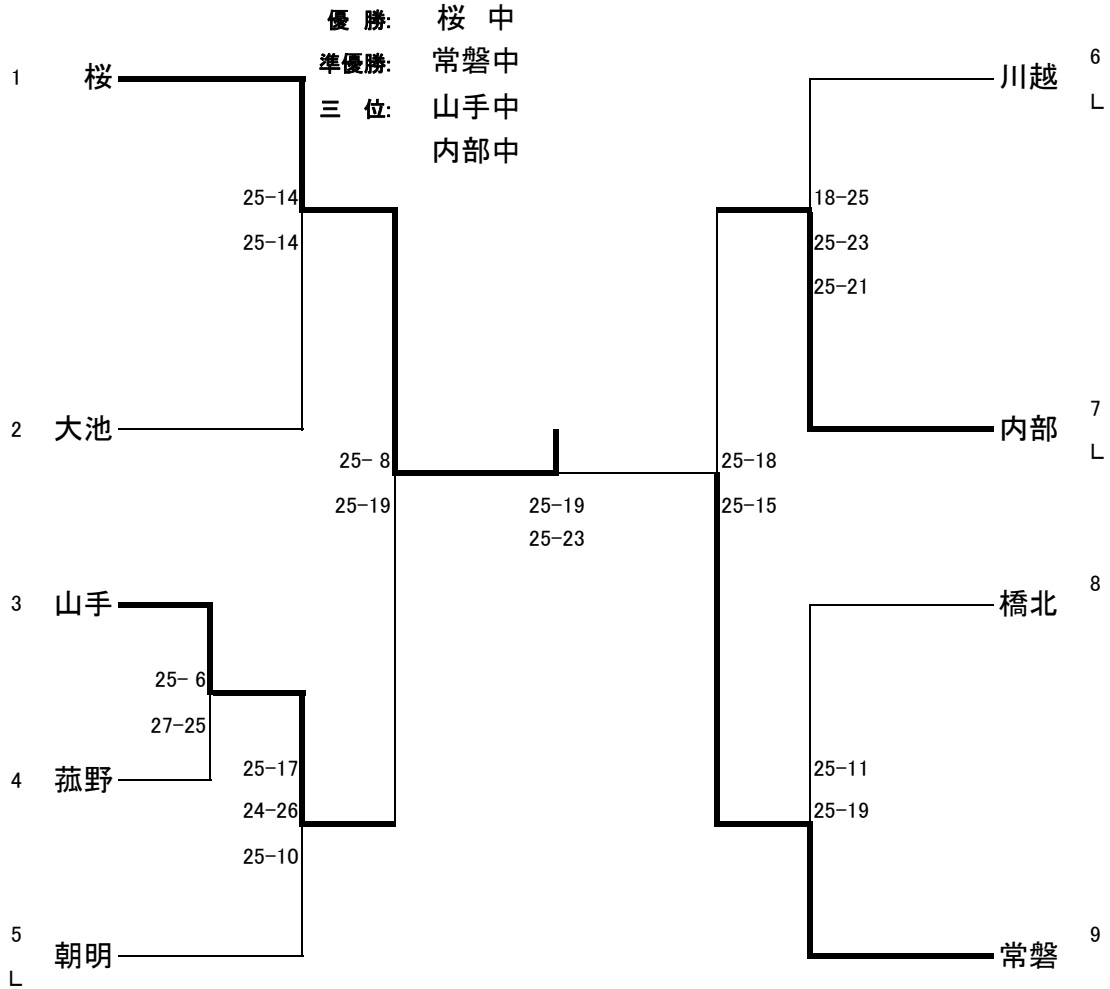 優 勝: 桜 中
準優勝: 常磐中
三 位: 山手中
内部中
1 桜
25-14
25-14
2 大池
25- 8
25-19
3 山手
25- 6
27-25
4 菰野
25-17
24-26
25-10
5 朝明
L
25-19
25-23
川越 6
L
18-25
25-23
25-21
内部 7
L
25-18
25-15
橋北 8
25-11
25-19
常磐 9